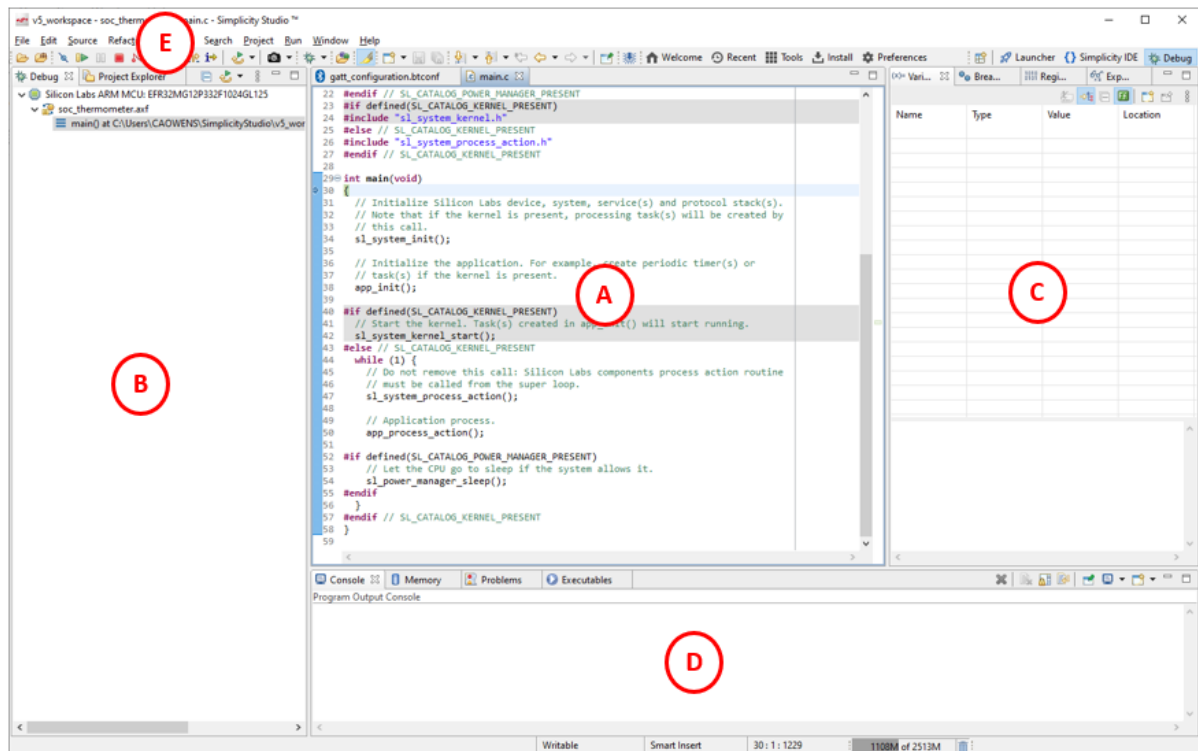 v5_workspace - soc_thermo main.c - Simplicity Studio ™
File Edit Source Refact Search Project Run Window Help
E
Welcome Recent Tools Install Preferences Launcher {} Simplicity IDE Debug
Debug Project Explorer
Silicon Labs ARM MCU: EFR32MG12P332F1024GL125
soc_thermometer.axf
main() at C:\Users\CAOWENS\SimplicityStudio\v5_wor
B
gatt_configuration.btconf main.c
22 #endif // SL_CATALOG_POWER_MANAGER_PRESENT
23 #if defined(SL_CATALOG_KERNEL_PRESENT)
24 #include "sl_system_kernel.h"
25 #else // SL_CATALOG_KERNEL_PRESENT
26 #include "sl_system_process_action.h"
27 #endif // SL_CATALOG_KERNEL_PRESENT
28
29 int main(void)
30 {
31 // Initialize Silicon Labs device, system, service(s) and protocol stack(s).
32 // Note that if the kernel is present, processing task(s) will be created by
33 // this call.
34 sl_system_init();
35
36 // Initialize the application. For example, create periodic timer(s) or
37 // task(s) if the kernel is present.
38 app_init();
39
40 #if defined(SL_CATALOG_KERNEL_PRESENT)
41 // Start the kernel. Task(s) created in app_init() will start running.
42 sl_system_kernel_start();
43 #else // SL_CATALOG_KERNEL_PRESENT
44 while (1) {
45 // Do not remove this call: Silicon Labs components process action routine
46 // must be called from the super loop.
47 sl_system_process_action();
48
49 // Application process.
50 app_process_action();
51
52 #if defined(SL_CATALOG_POWER_MANAGER_PRESENT)
53 // Let the CPU go to sleep if the system allows it.
54 sl_power_manager_sleep();
55 #endif
56 }
57 #endif // SL_CATALOG_KERNEL_PRESENT
58 }
59
A
(x)= Vari... Brea... Regi... Exp...
Name Type Value Location
C
Console Memory Problems Executables
Program Output Console
D
Writable Smart Insert 30 : 1 : 1229 1108M of 2513M